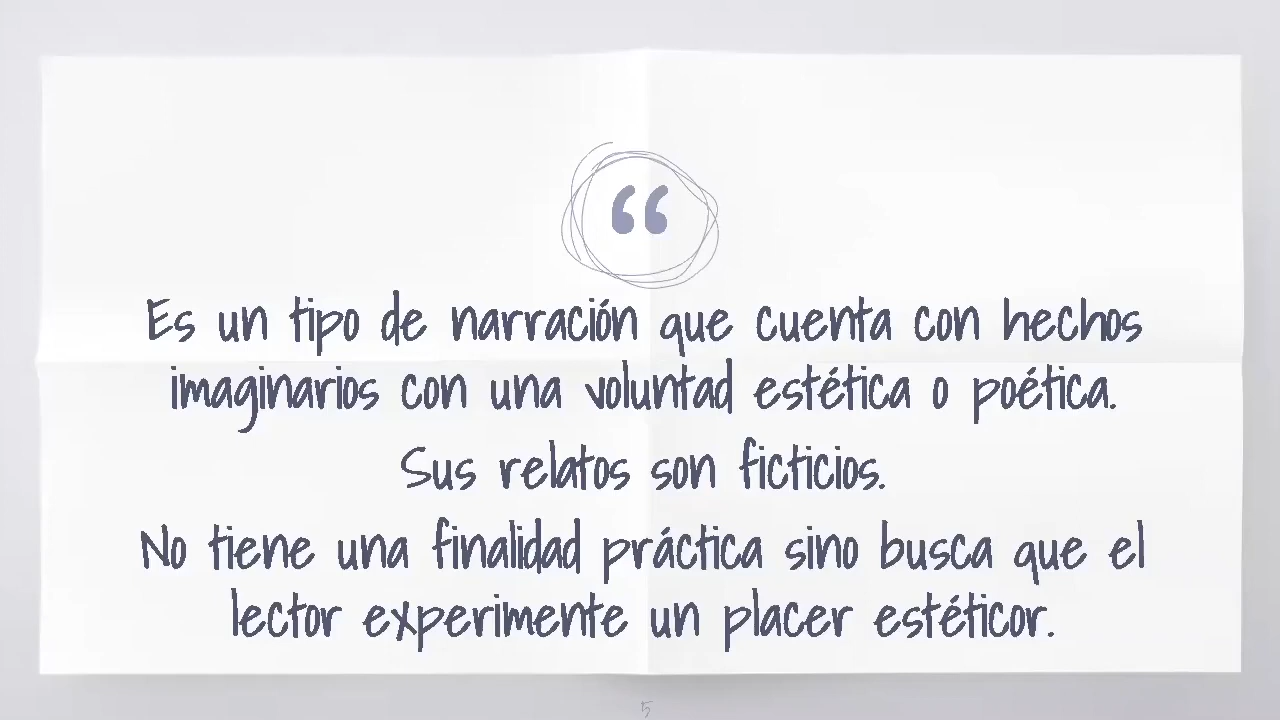 “
Es un tipo de narración que cuenta con hechos
imaginarios con una voluntad estética o poética.
Sus relatos son ficticios.
No tiene una finalidad práctica sino busca que el
lector experimente un placer estéticor.
5